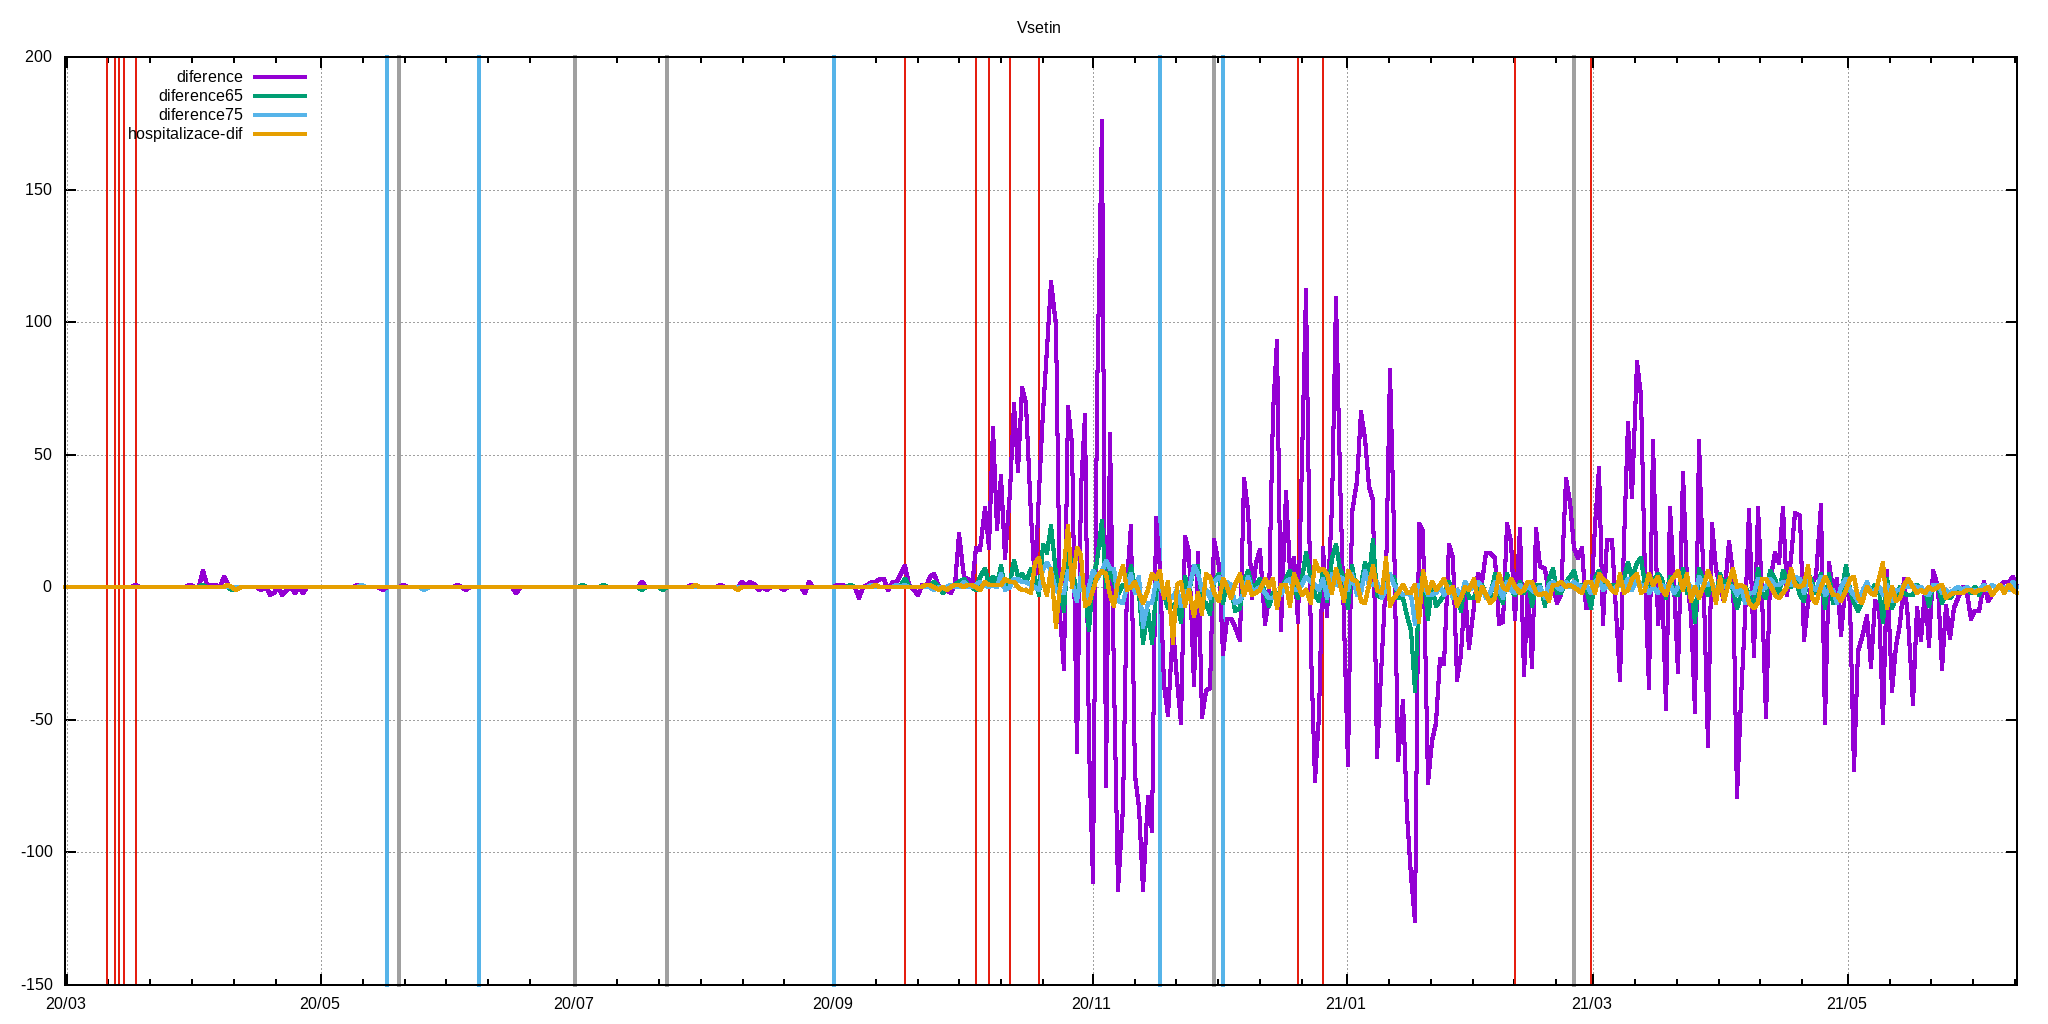 Vsetin
200
diference
diference65
diference75
hospitalizace-dif
150
100
50
0
-50
-100
-150
20/03 20/05 20/07 20/09 20/11 21/01 21/03 21/05